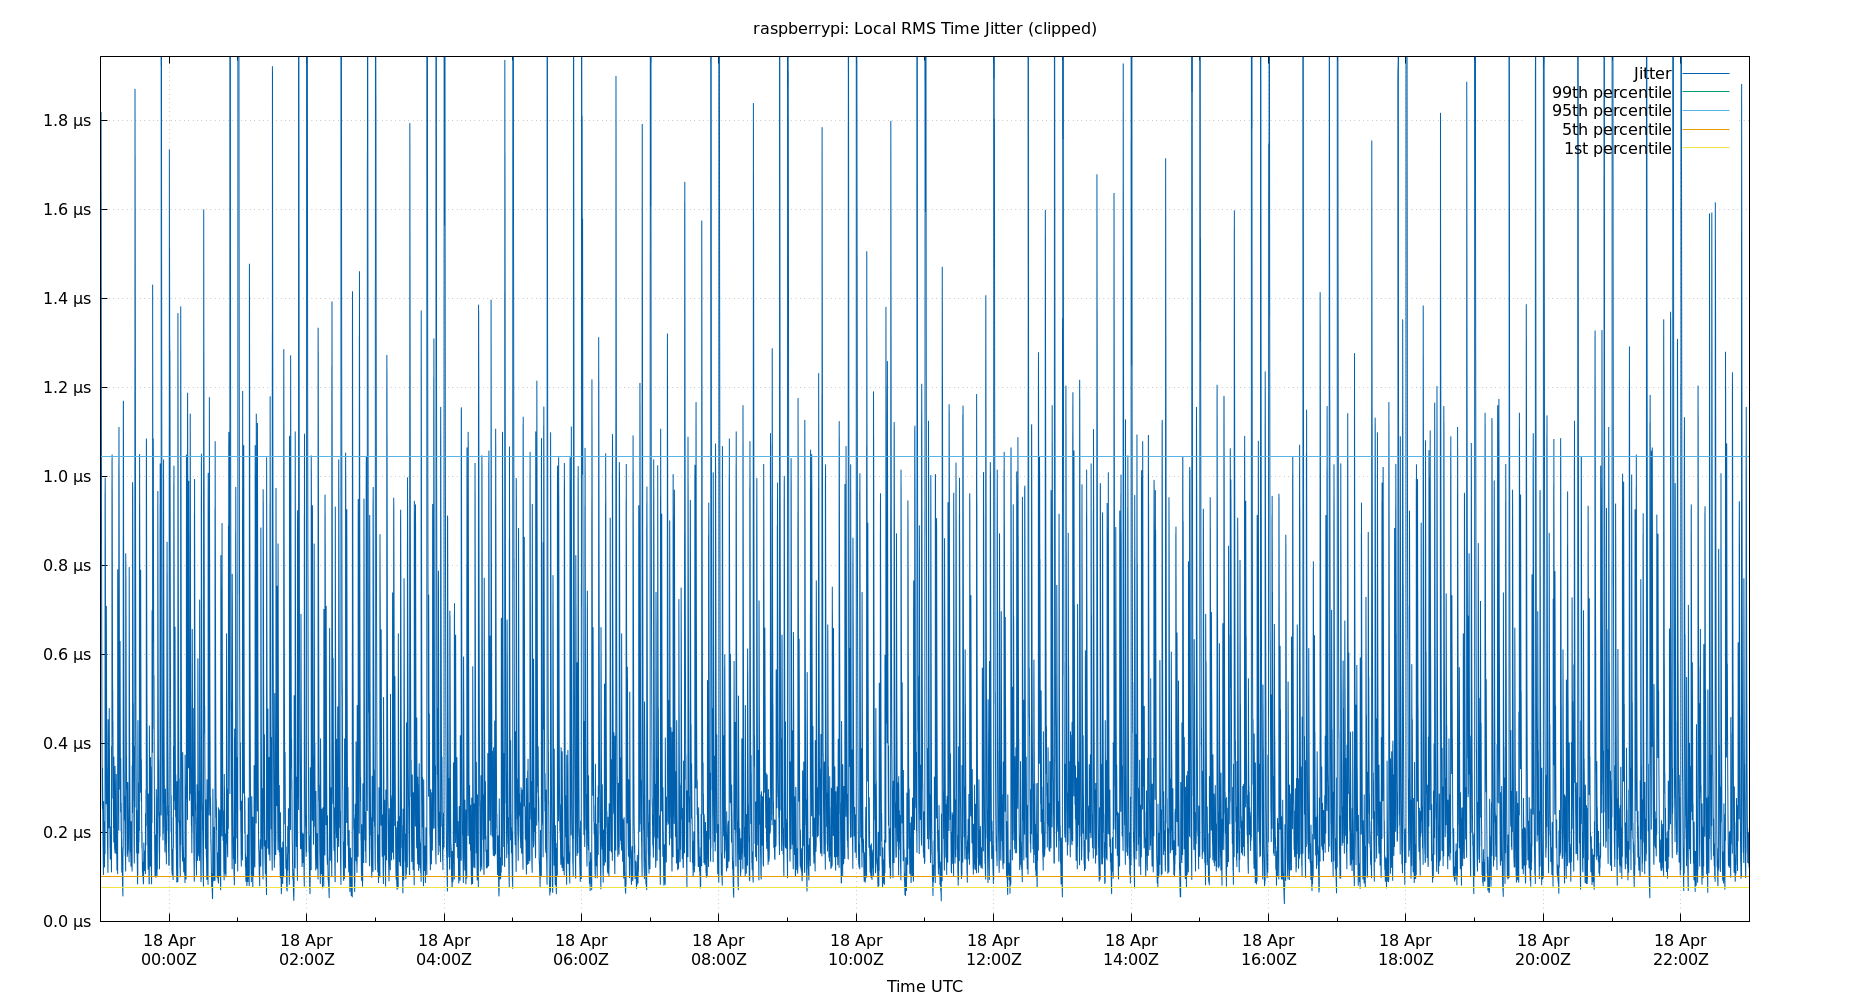 raspberrypi: Local RMS Time Jitter (clipped)
Jitter
99th percentile
95th percentile
5th percentile
1st percentile
1.8 µs
1.6 µs
1.4 µs
1.2 µs
1.0 µs
0.8 µs
0.6 µs
0.4 µs
0.2 µs
0.0 µs
18 Apr 18 Apr 18 Apr 18 Apr 18 Apr 18 Apr 18 Apr 18 Apr 18 Apr 18 Apr 18 Apr 18 Apr
00:00Z 02:00Z 04:00Z 06:00Z 08:00Z 10:00Z 12:00Z 14:00Z 16:00Z 18:00Z 20:00Z 22:00Z
Time UTC